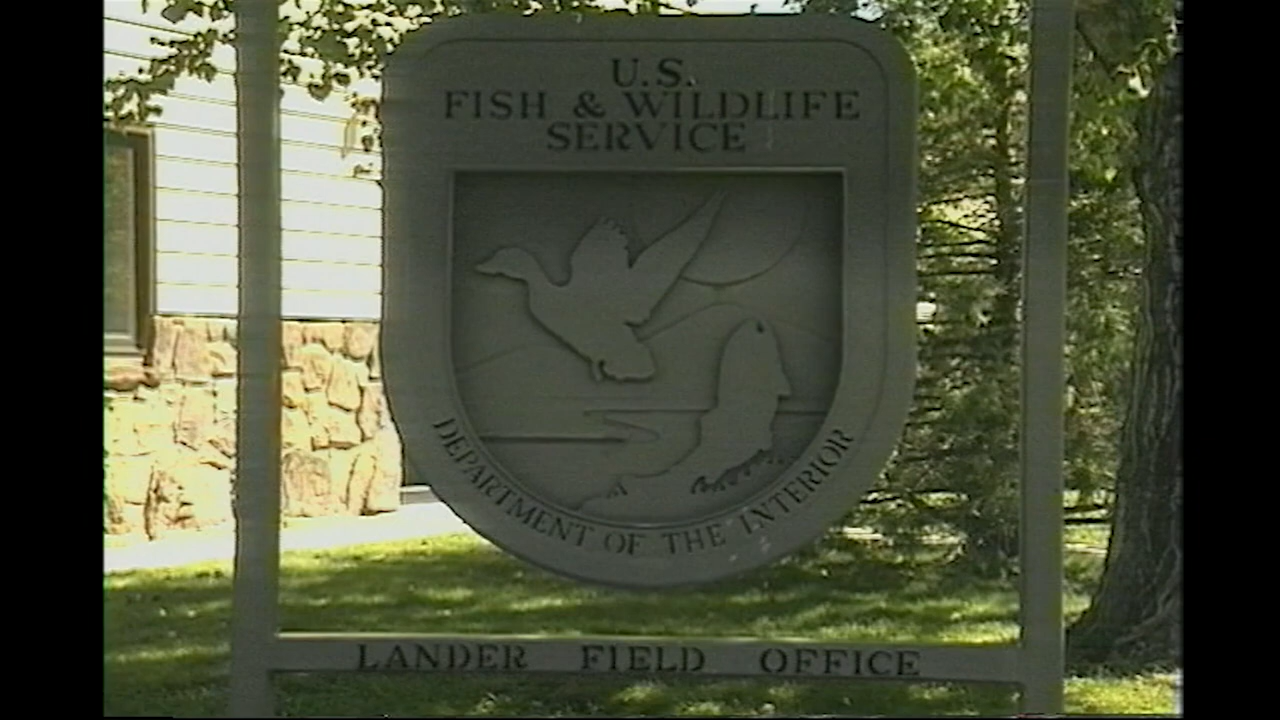 U.S.
FISH & WILDLIFE
SERVICE
DEPARTMENT OF THE INTERIOR
LANDER FIELD OFFICE